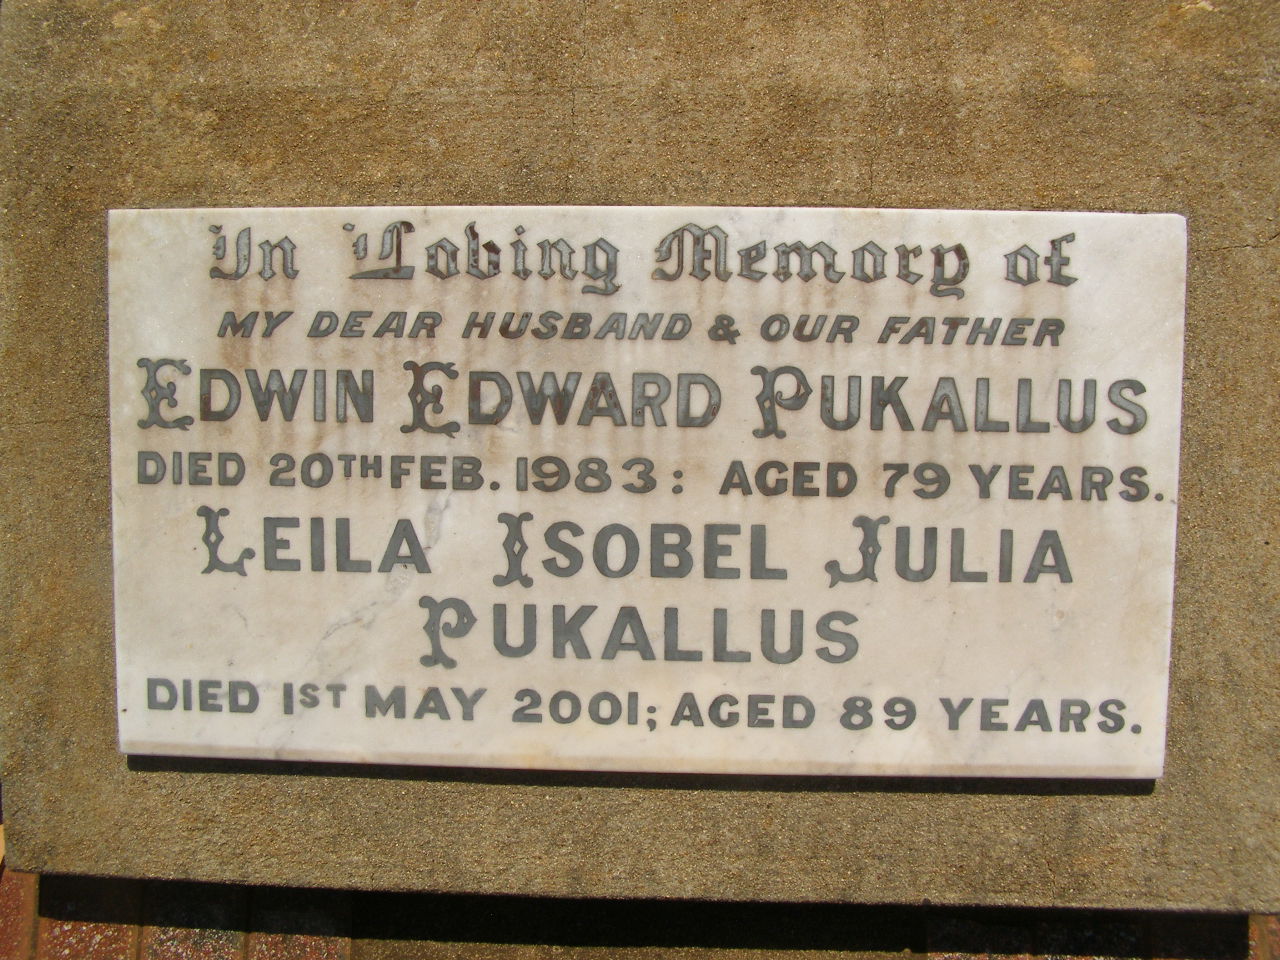 In Loving Memory of
MY DEAR HUSBAND & OUR FATHER
EDWIN EDWARD PUKALLUS
DIED 20TH FEB. 1983: AGED 79 YEARS.
LEILA ISOBEL JULIA
PUKALLUS
DIED 1ST MAY 2001; AGED 89 YEARS.